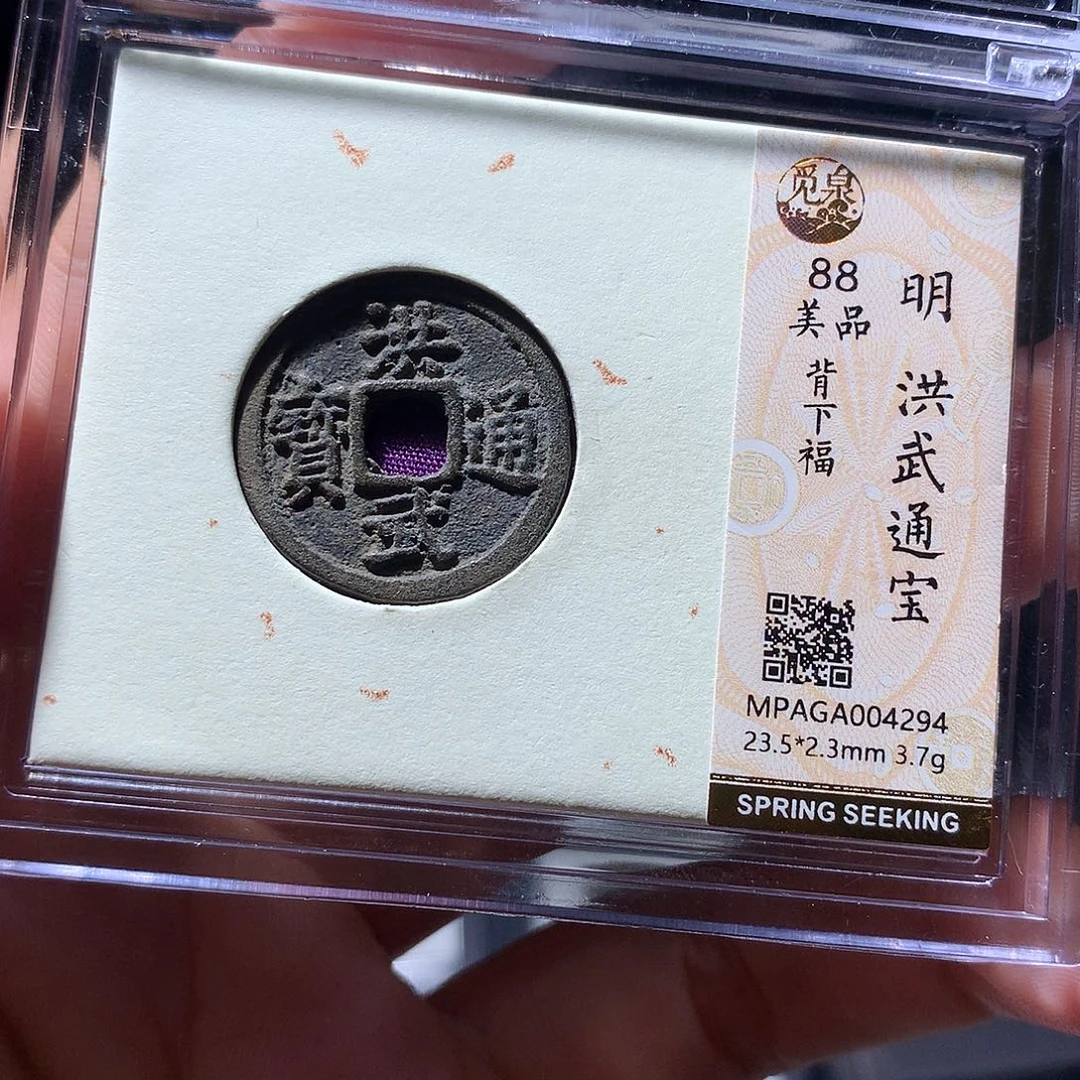 洪武通寶
觅泉
明 洪武通宝
88
美品
背下福
MPAGA004294
23.5*2.3mm 3.7g
SPRING SEEKING